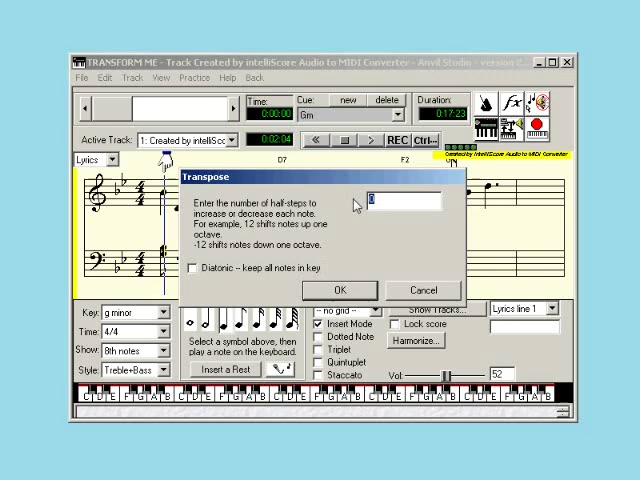 TRANSFORM ME - Track Created by intelliScore Audio to MIDI Converter - Anvil Studio - version 2...
File Edit Track View Practice Help Back
Time: 0:00:00
Cue: new delete
Gm
Duration: 0:17:23
Active Track: 1: Created by intelliSco
0:02:04
REC Ctrl...
Created by intelliScore Audio to MIDI Converter
Lyrics
D7 F2
Transpose
Enter the number of half-steps to
increase or decrease each note.
For example, 12 shifts notes up one
octave.
-12 shifts notes down one octave.
0
Diatonic -- keep all notes in key
OK Cancel
Key: g minor
Time: 4/4
Show: 8th notes
Style: Treble+Bass
Select a symbol above, then
play a note on the keyboard.
Insert a Rest
-- no grid --
Insert Mode
Dotted Note
Triplet
Quintuplet
Staccato
Show Tracks...
Lock score
Harmonize...
Lyrics line 1
Vol: 52
C D E F G A B C D E F G A B C D E F G A B C D E F G A B C D E F G A B C D E F G A B